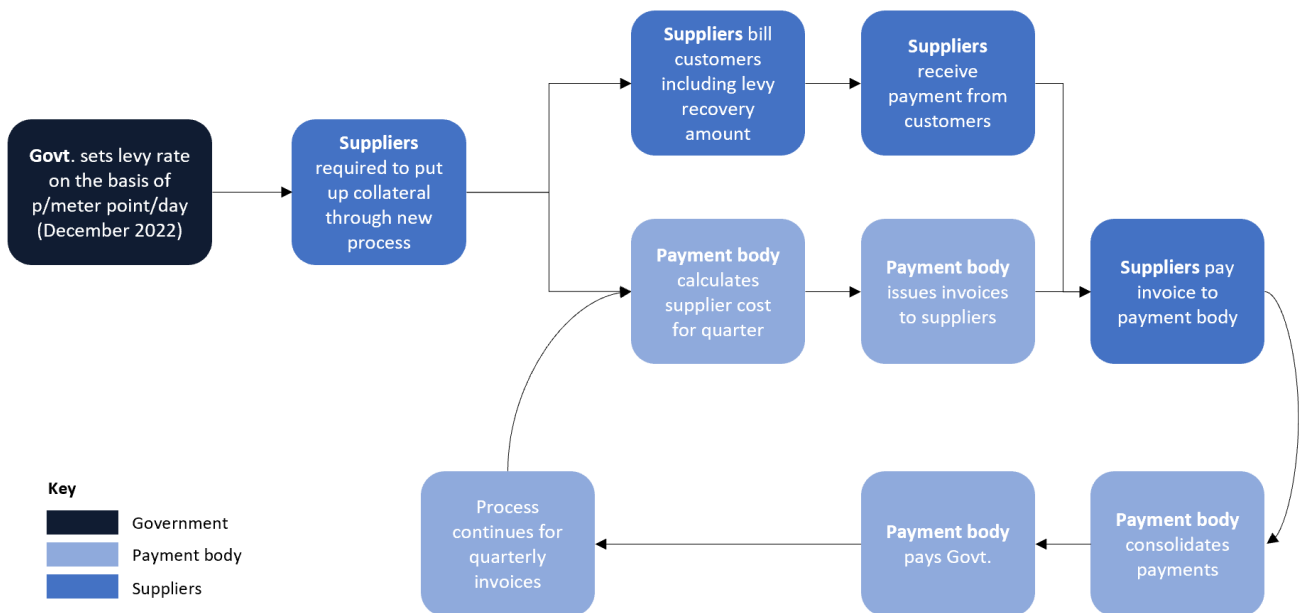 Govt. sets levy rate
on the basis of
p/meter point/day
(December 2022)
Suppliers
required to put
up collateral
through new
process
Suppliers bill
customers
including levy
recovery
amount
Suppliers
receive
payment from
customers
Payment body
calculates
supplier cost
for quarter
Payment body
issues invoices
to suppliers
Suppliers pay
invoice to
payment body
Payment body
consolidates
payments
Payment body
pays Govt.
Process
continues for
quarterly
invoices
Key
Government
Payment body
Suppliers